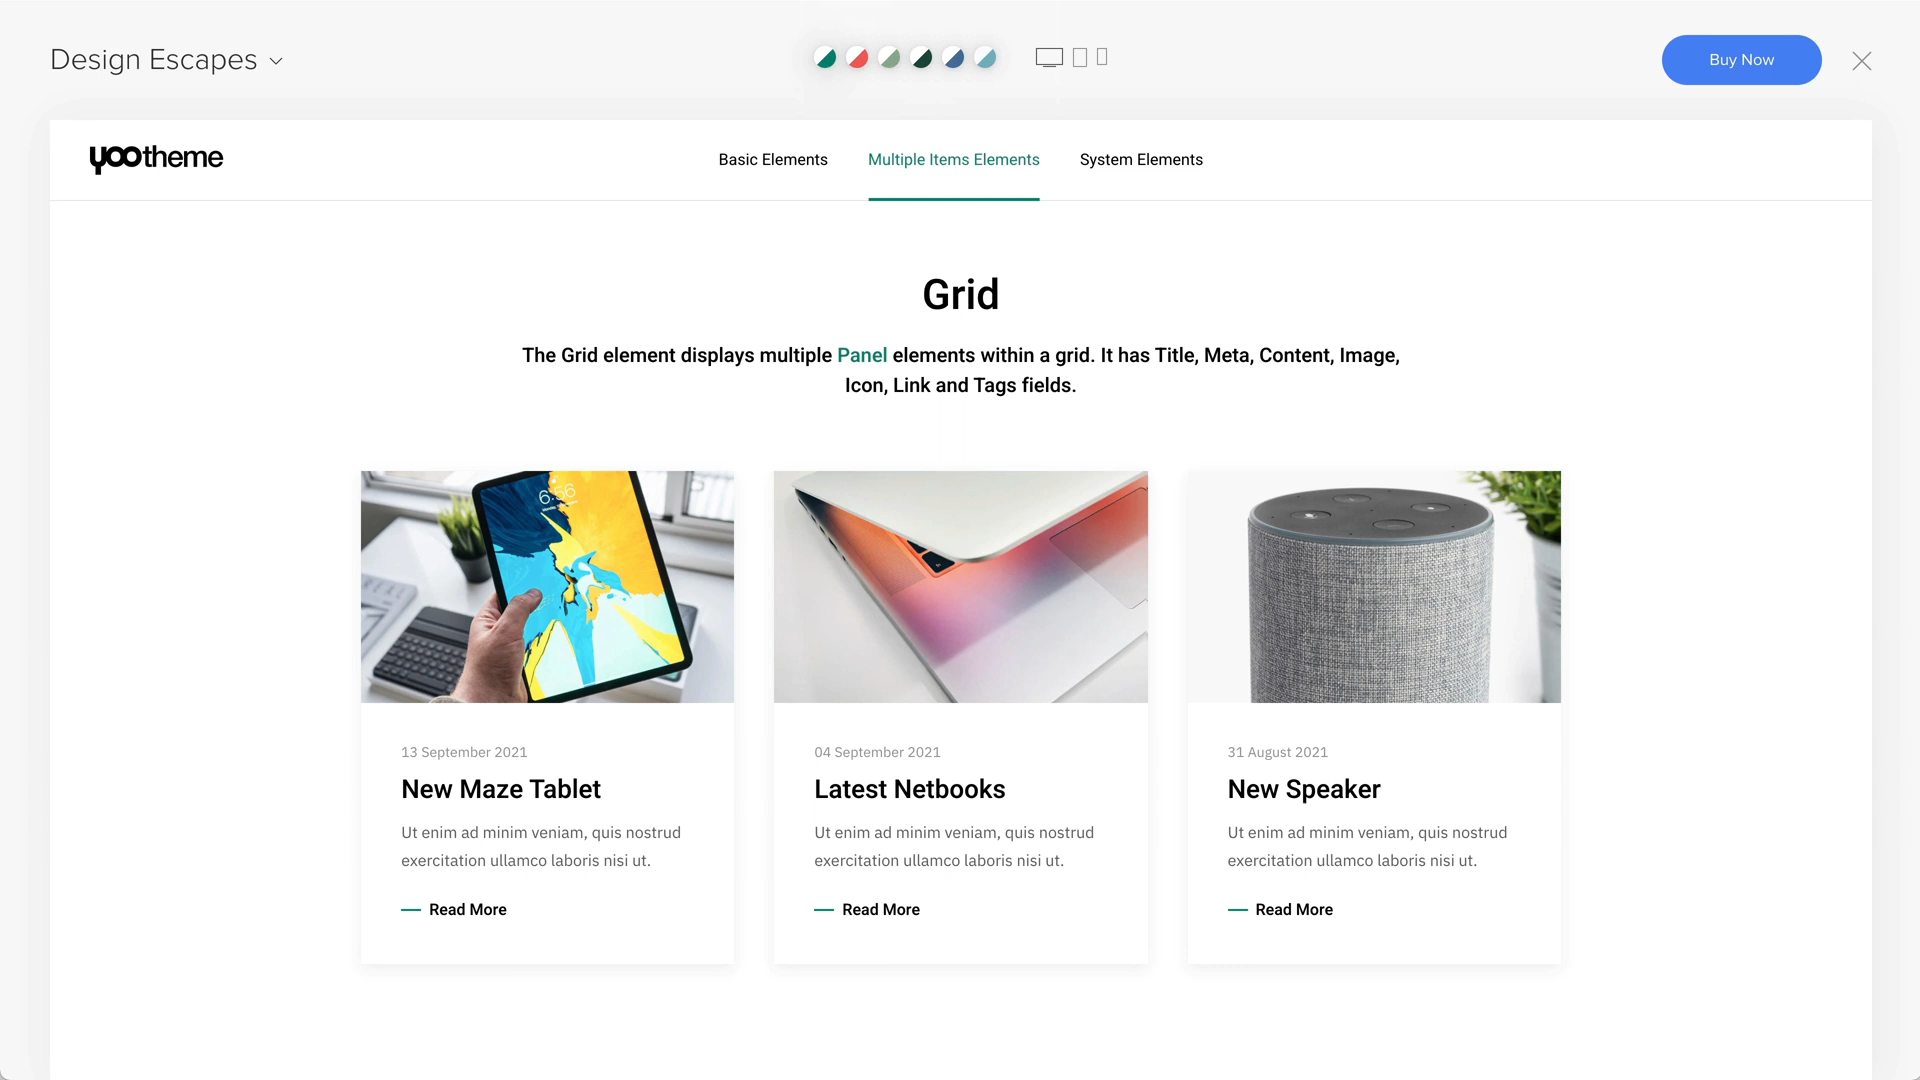 Design Escapes
Buy Now
yootheme
Basic Elements
Multiple Items Elements
System Elements
Grid
The Grid element displays multiple Panel elements within a grid. It has Title, Meta, Content, Image,
Icon, Link and Tags fields.
6:56
13 September 2021
New Maze Tablet
Ut enim ad minim veniam, quis nostrud
exercitation ullamco laboris nisi ut.
Read More
04 September 2021
Latest Netbooks
Ut enim ad minim veniam, quis nostrud
exercitation ullamco laboris nisi ut.
Read More
31 August 2021
New Speaker
Ut enim ad minim veniam, quis nostrud
exercitation ullamco laboris nisi ut.
Read More